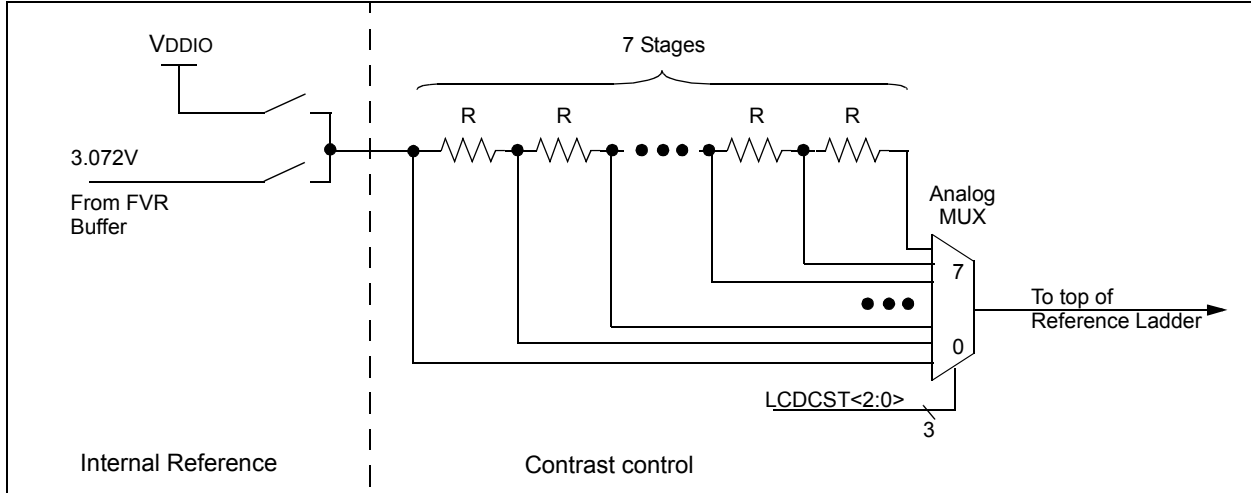 VDDIO
7 Stages
R
R
R
R
3.072V
From FVR
Buffer
Analog
MUX
7
0
To top of
Reference Ladder
LCDCST<2:0>
3
Internal Reference
Contrast control